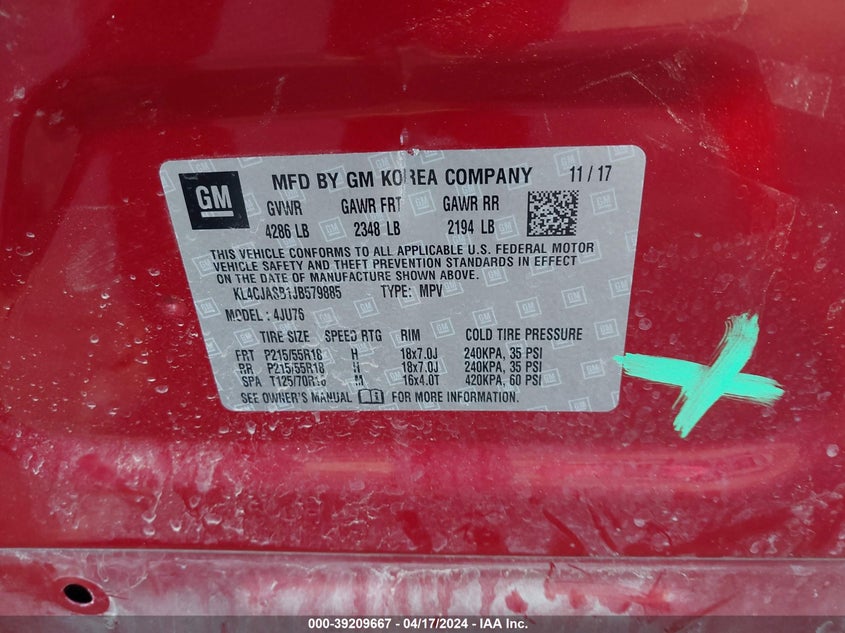 GM
MFD BY GM KOREA COMPANY 11 / 17
GVWR GAWR FRT GAWR RR
4286 LB 2348 LB 2194 LB
THIS VEHICLE CONFORMS TO ALL APPLICABLE U.S. FEDERAL MOTOR
VEHICLE SAFETY AND THEFT PREVENTION STANDARDS IN EFFECT
ON THE DATE OF MANUFACTURE SHOWN ABOVE.
KL4CJASB1JB579885 TYPE: MPV
MODEL : 4JU76
TIRE SIZE SPEED RTG RIM COLD TIRE PRESSURE
FRT P215/55R18 H 18x7.0J 240KPA, 35 PSI
RR P215/55R18 H 18x7.0J 240KPA, 35 PSI
SPA T125/70R16 M 16x4.0T 420KPA, 60 PSI
SEE OWNER'S MANUAL FOR MORE INFORMATION.
000-39209667 - 04/17/2024 - IAA Inc.